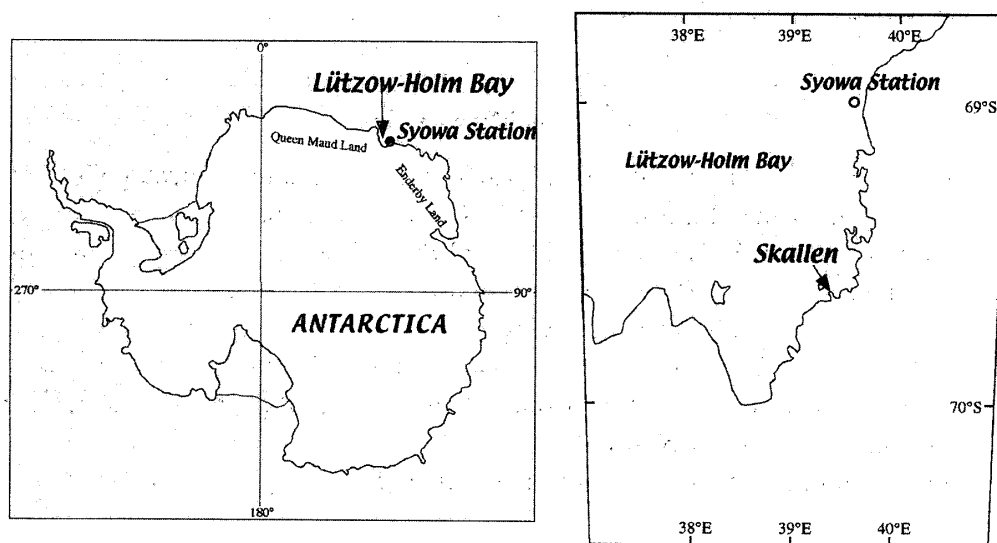 0°
Lützow-Holm Bay
Syowa Station
Queen Maud Land
Enderby Land
270°
90°
ANTARCTICA
180°
38°E 39°E 40°E
Syowa Station
69°S
Lützow-Holm Bay
Skallen
70°S
38°E 39°E 40°E